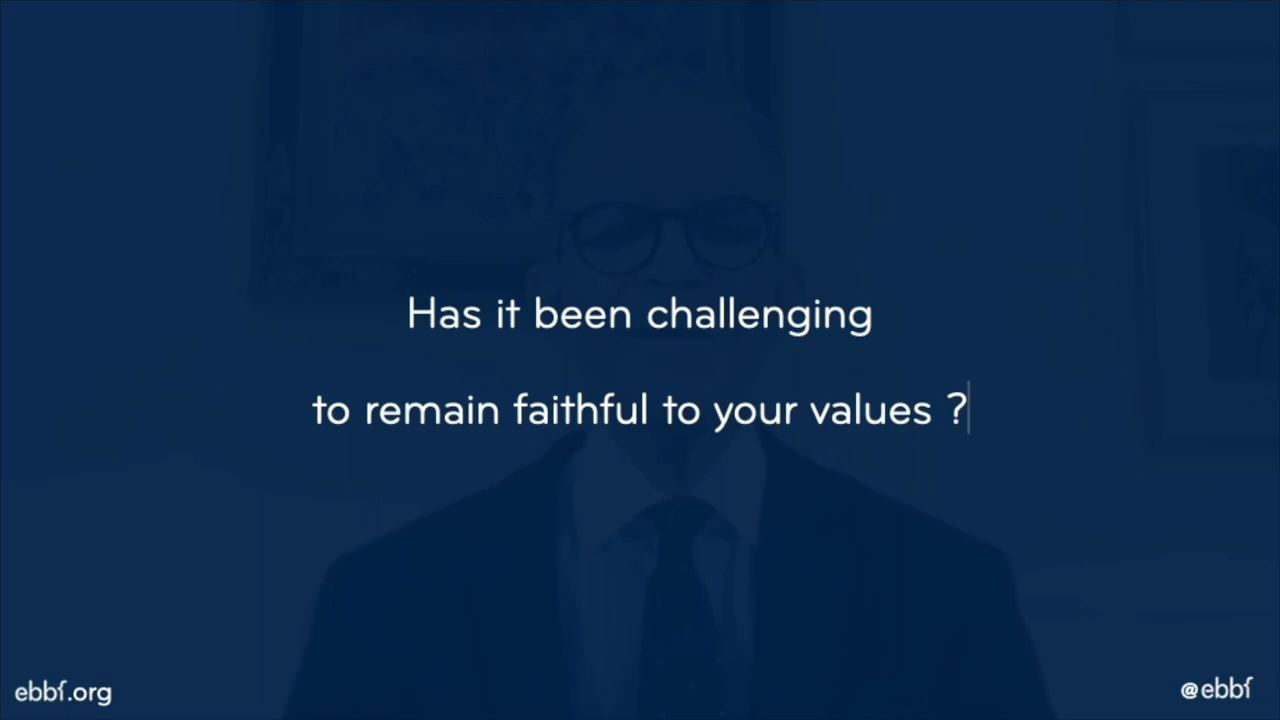 Has it been challenging
to remain faithful to your values ?
ebbf.org
@ebbf